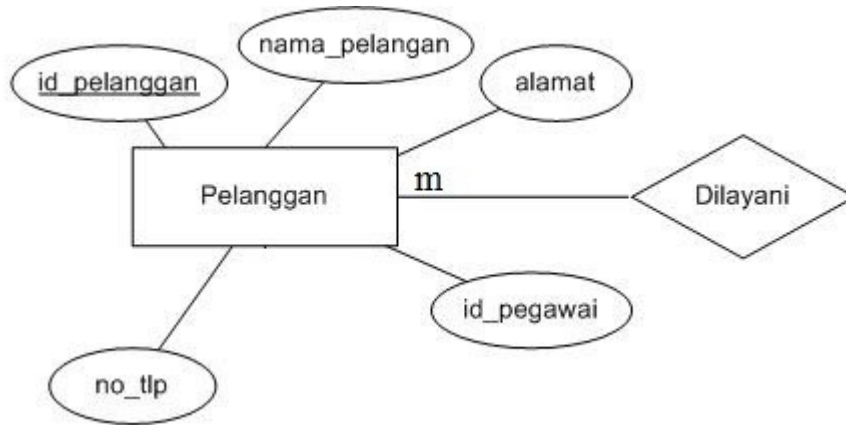 nama_pelangan
id_pelanggan
alamat
m
Pelanggan
Dilayani
id_pegawai
no_tlp